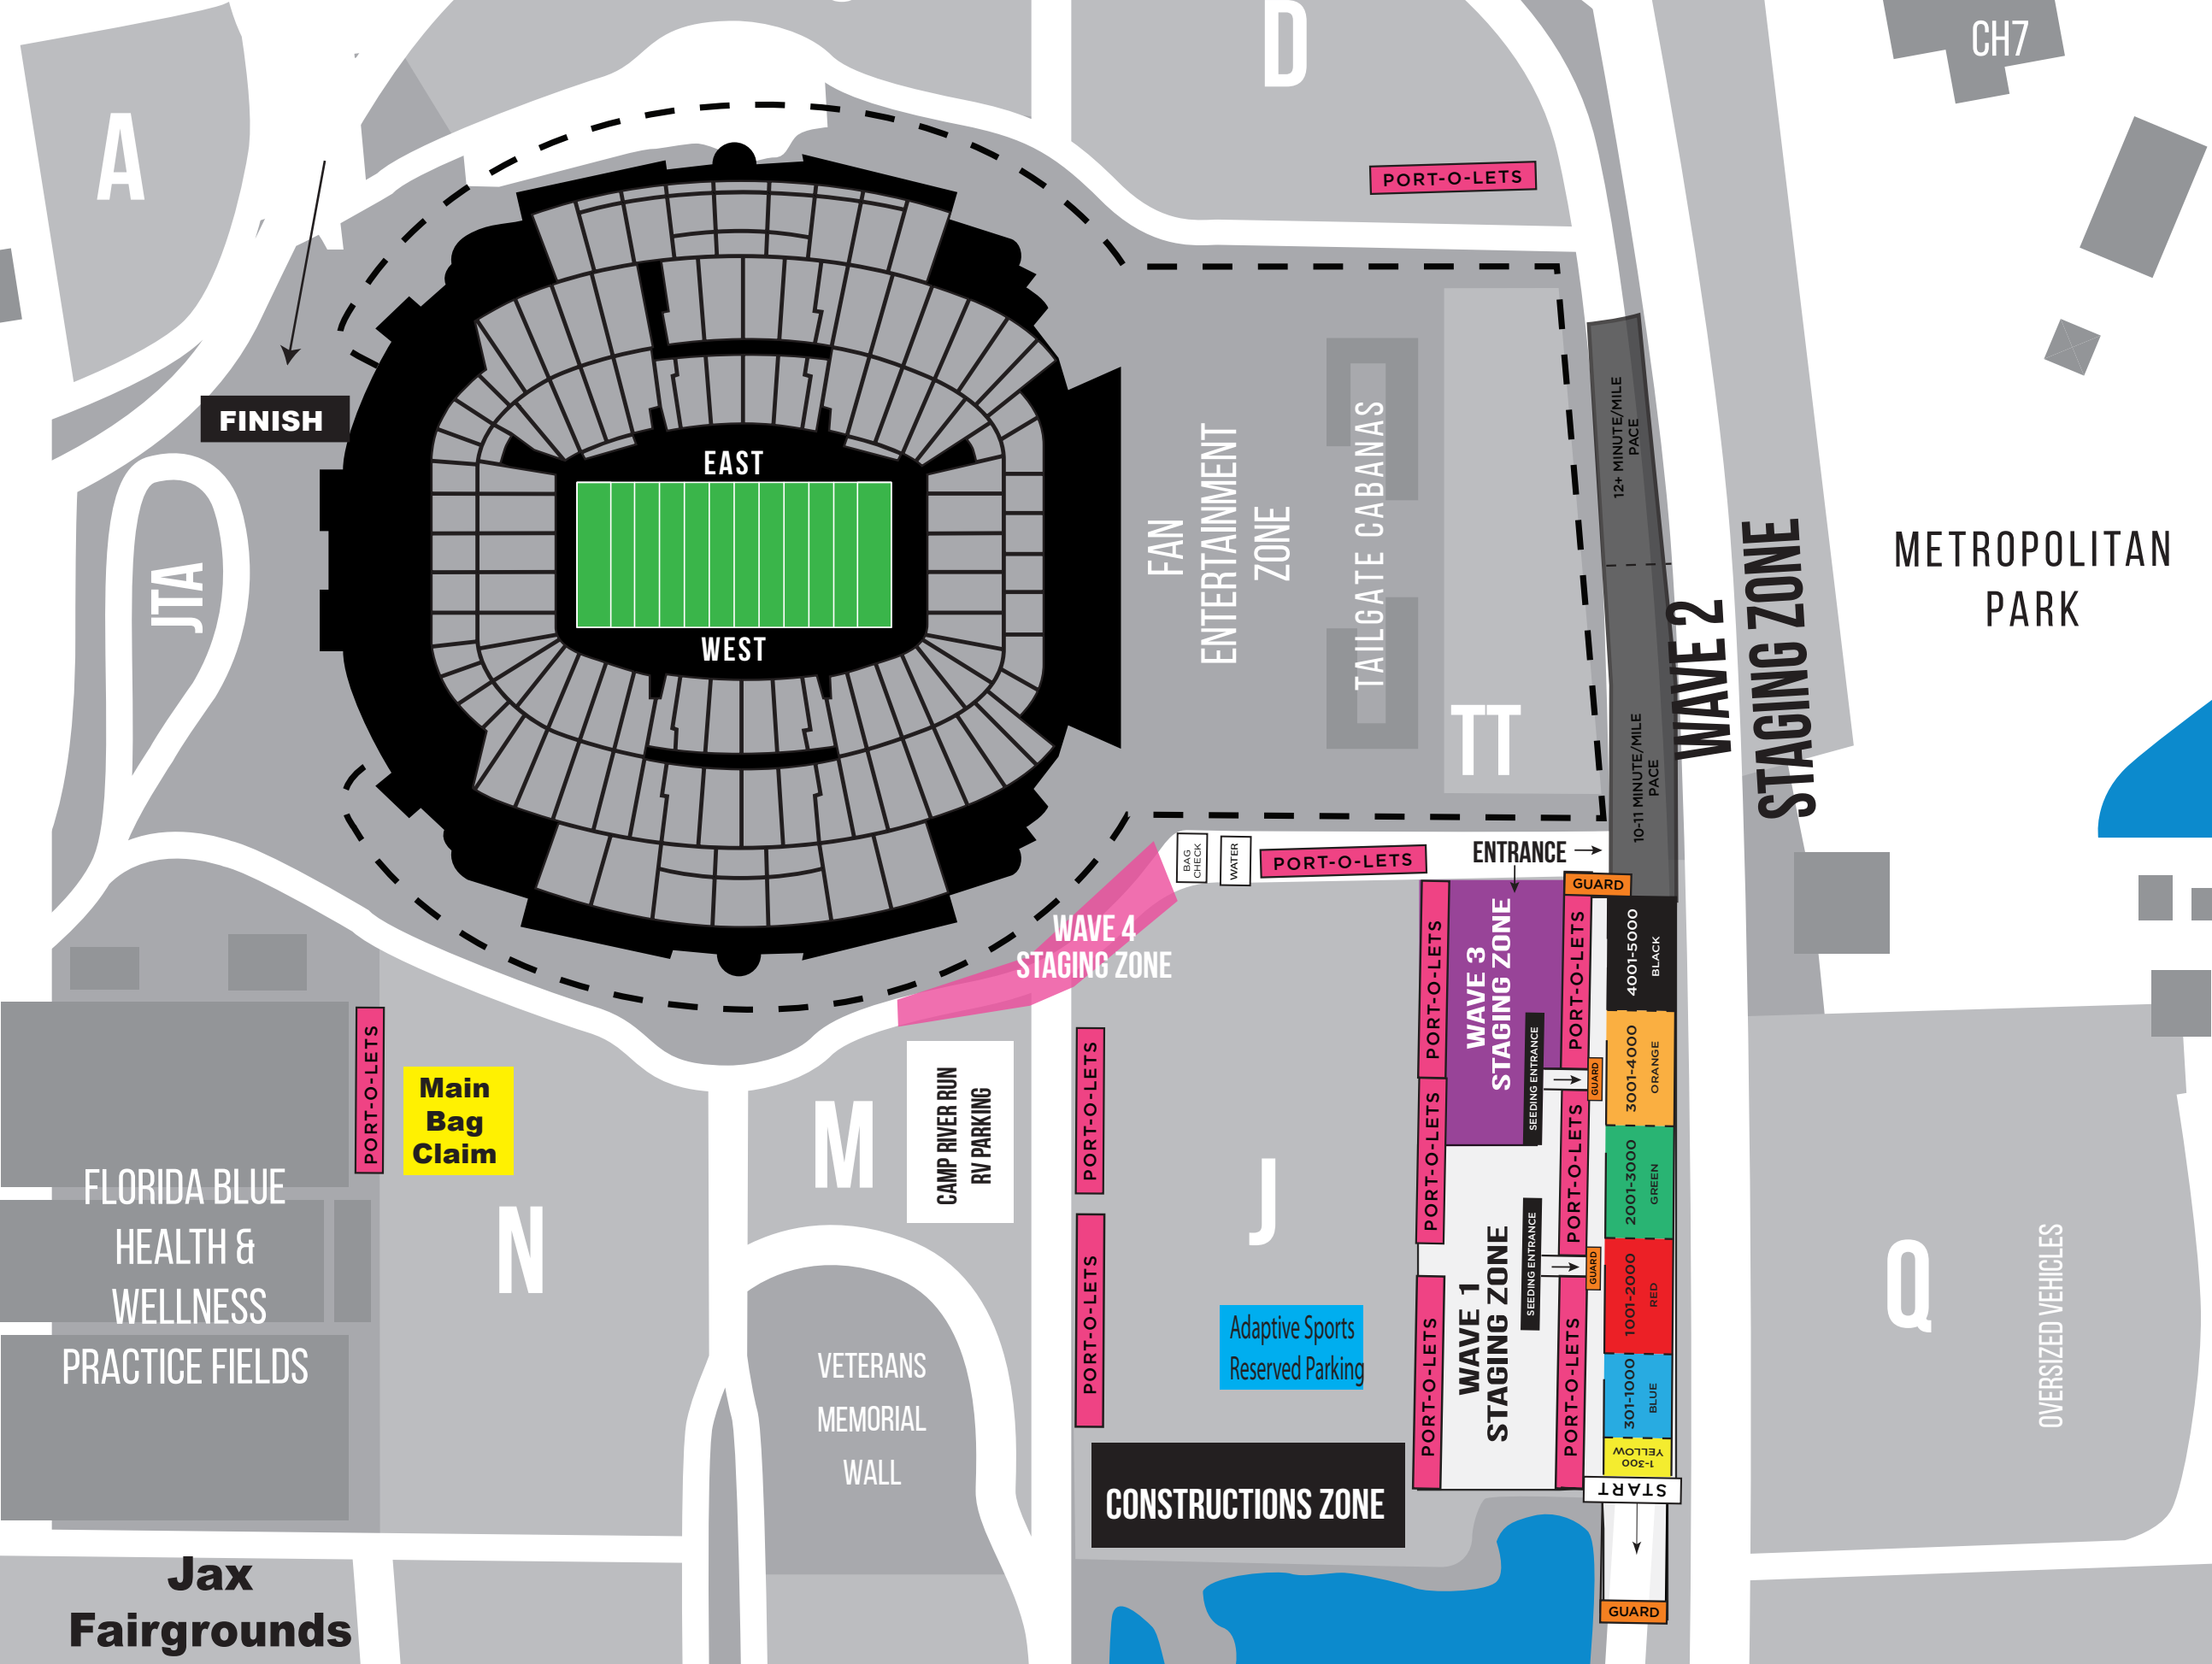 D
CH7
A
PORT-O-LETS
FINISH
EAST
WEST
JTA
FAN
ENTERTAINMENT
ZONE
TAILGATE CABANAS
TT
12+ MINUTE/MILE
PACE
10-11 MINUTE/MILE
PACE
WAVE 2
STAGING ZONE
METROPOLITAN
PARK
BAG
CHECK
WATER
PORT-O-LETS
ENTRANCE
GUARD
WAVE 4
STAGING ZONE
PORT-O-LETS
WAVE 3
STAGING ZONE
PORT-O-LETS
4001-5000
BLACK
SEEDING ENTRANCE
GUARD
3001-4000
ORANGE
PORT-O-LETS
Main
Bag
Claim
M
CAMP RIVER RUN
RV PARKING
PORT-O-LETS
J
PORT-O-LETS
PORT-O-LETS
2001-3000
GREEN
FLORIDA BLUE
HEALTH &
WELLNESS
PRACTICE FIELDS
N
PORT-O-LETS
Adaptive Sports
Reserved Parking
PORT-O-LETS
WAVE 1
STAGING ZONE
SEEDING ENTRANCE
PORT-O-LETS
GUARD
1001-2000
RED
301-1000
BLUE
1-300
YELLOW
START
Q
OVERSIZED VEHICLES
VETERANS
MEMORIAL
WALL
CONSTRUCTIONS ZONE
GUARD
Jax
Fairgrounds